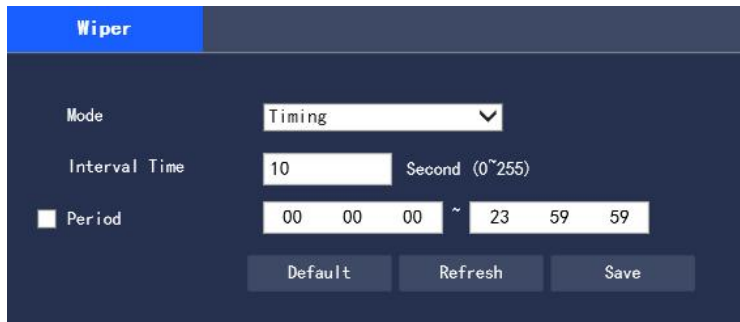 Wiper
Mode Timing
Interval Time 10 Second (0~255)
Period 00 00 00 ~ 23 59 59
Default Refresh Save